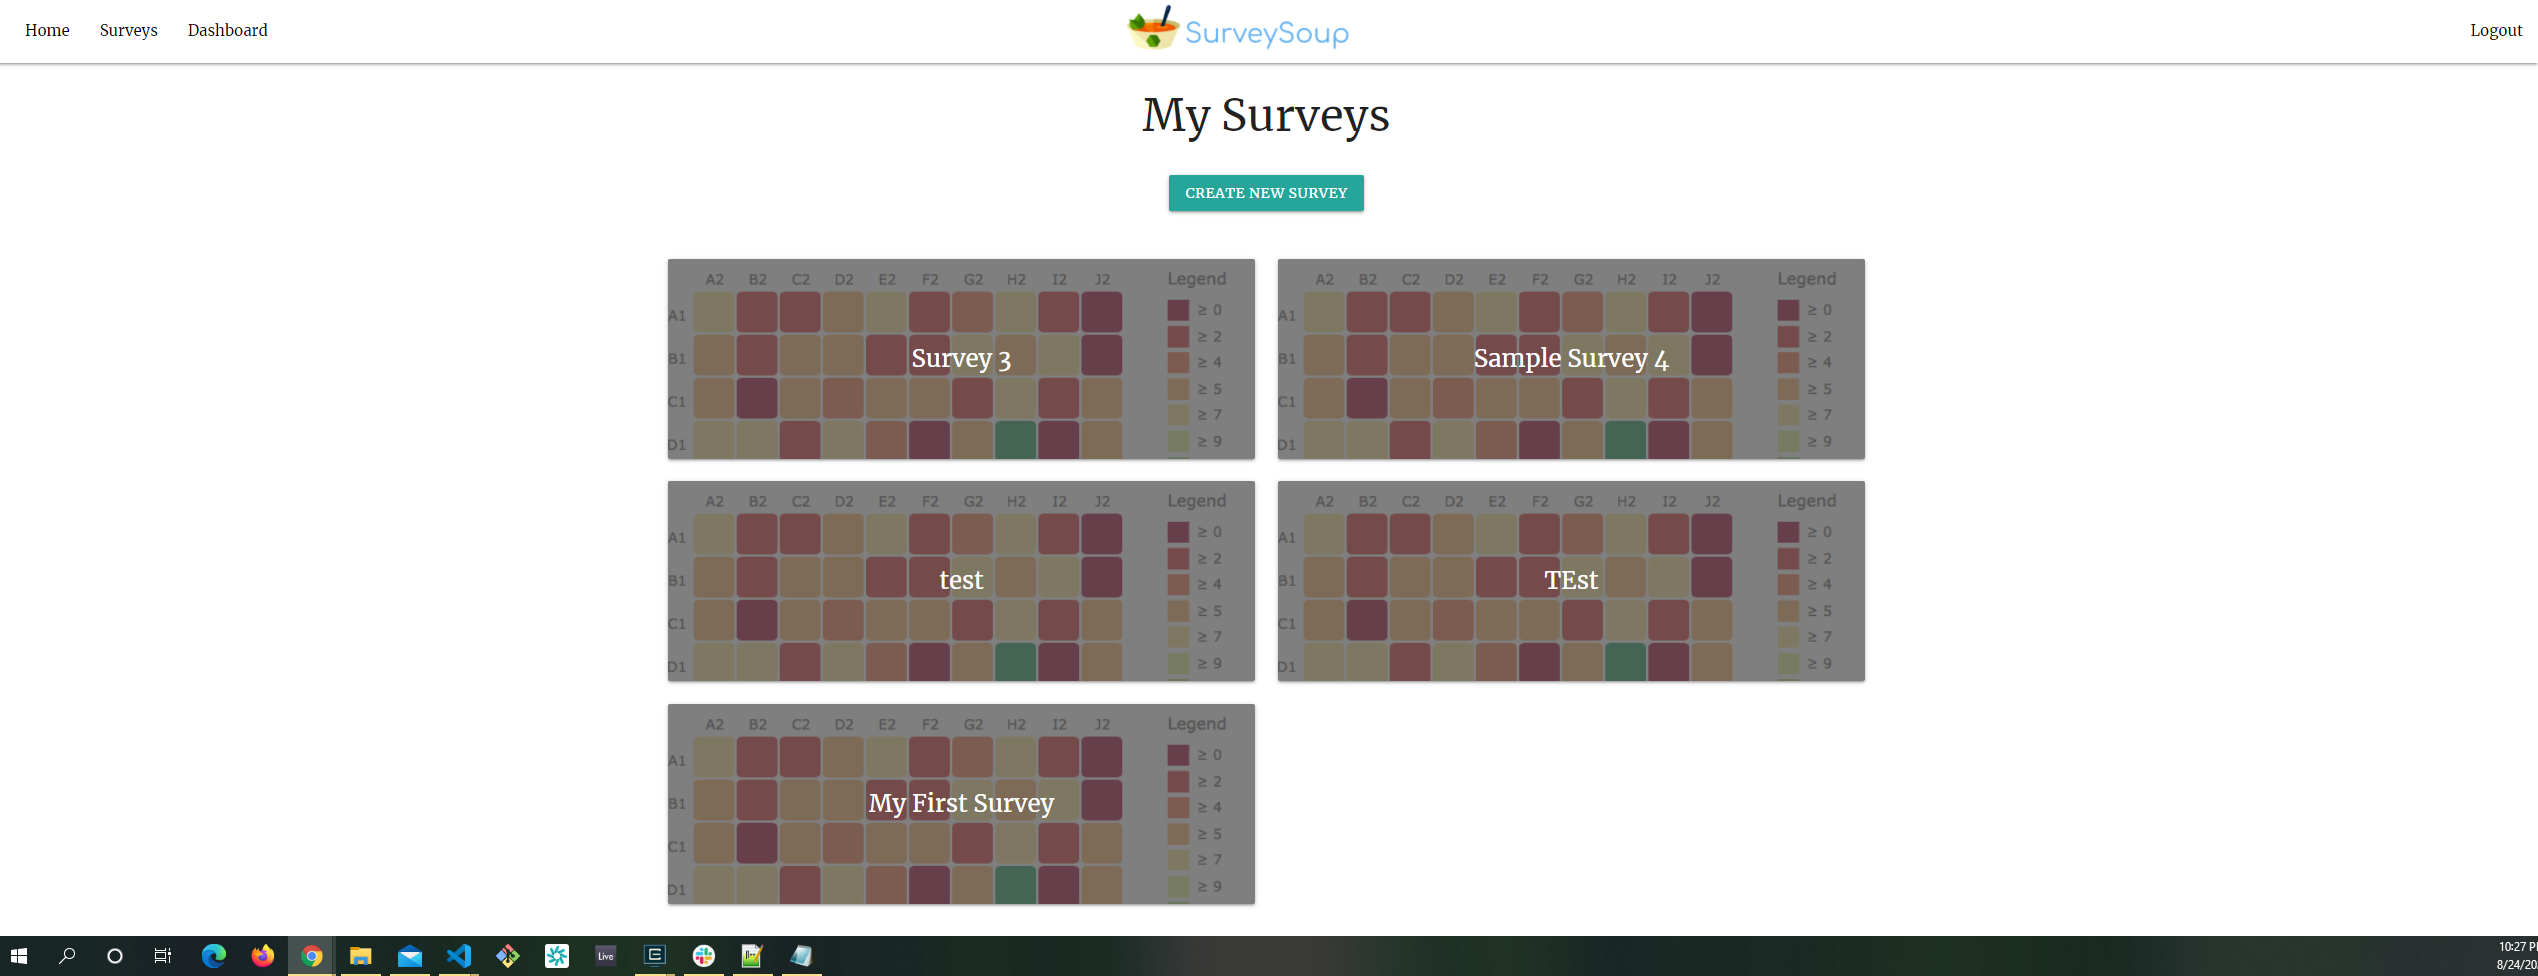 Home Surveys Dashboard SurveySoup Logout
My Surveys
CREATE NEW SURVEY
A2 B2 C2 D2 E2 F2 G2 H2 I2 J2 Legend
A1 ≥ 0
≥ 2
B1 ≥ 4
Survey 3
C1 ≥ 5
≥ 7
D1 ≥ 9
A2 B2 C2 D2 E2 F2 G2 H2 I2 J2 Legend
A1 ≥ 0
≥ 2
B1 ≥ 4
Sample Survey 4
C1 ≥ 5
≥ 7
D1 ≥ 9
A2 B2 C2 D2 E2 F2 G2 H2 I2 J2 Legend
A1 ≥ 0
≥ 2
B1 ≥ 4
test
C1 ≥ 5
≥ 7
D1 ≥ 9
A2 B2 C2 D2 E2 F2 G2 H2 I2 J2 Legend
A1 ≥ 0
≥ 2
B1 ≥ 4
TEst
C1 ≥ 5
≥ 7
D1 ≥ 9
A2 B2 C2 D2 E2 F2 G2 H2 I2 J2 Legend
A1 ≥ 0
≥ 2
B1 ≥ 4
My First Survey
C1 ≥ 5
≥ 7
D1 ≥ 9
Live
10:27 P
8/24/20